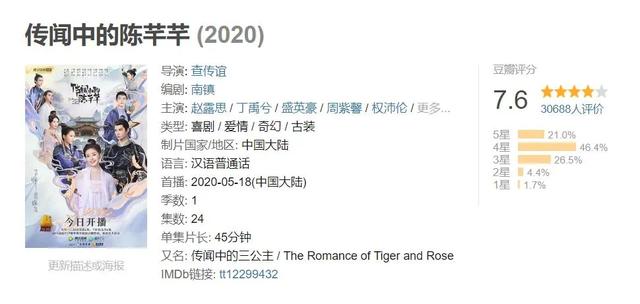 传闻中的陈芊芊 (2020)
导演: 查传谊
编剧: 南镇
主演: 赵露思 / 丁禹兮 / 盛英豪 / 周紫馨 / 权沛伦 / 更多...
类型: 喜剧 / 爱情 / 奇幻 / 古装
制片国家/地区: 中国大陆
语言: 汉语普通话
首播: 2020-05-18(中国大陆)
季数: 1
集数: 24
单集片长: 45分钟
又名: 传闻中的三公主 / The Romance of Tiger and Rose
IMDb链接: tt12299432
豆瓣评分
7.6
30688人评价
5星 21.0%
4星 46.4%
3星 26.5%
2星 4.4%
1星 1.7%
传闻中的陈芊芊
今日开播
更新描述或海报